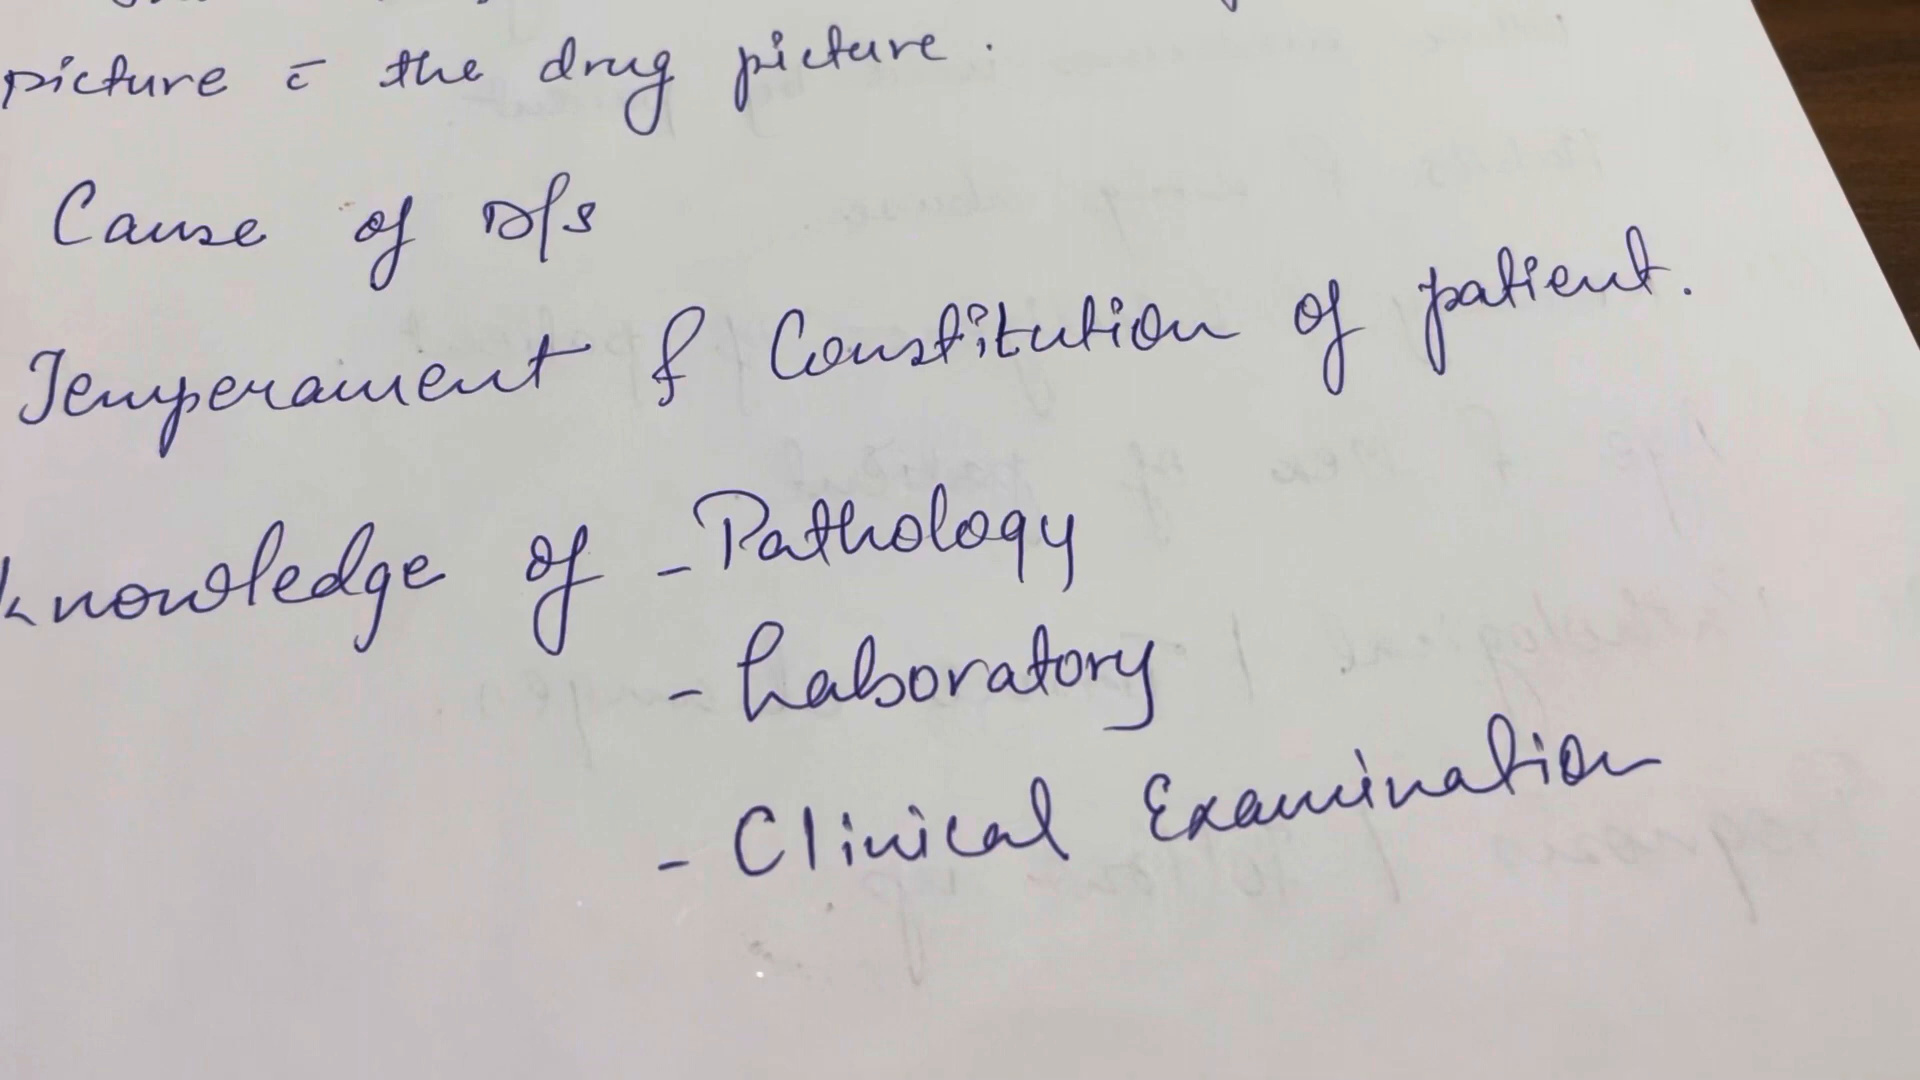 picture c̄ the drug picture.
Cause of D/s
Temperament & Constitution of patient.
Knowledge of - Pathology
- Laboratory
- Clinical Examination